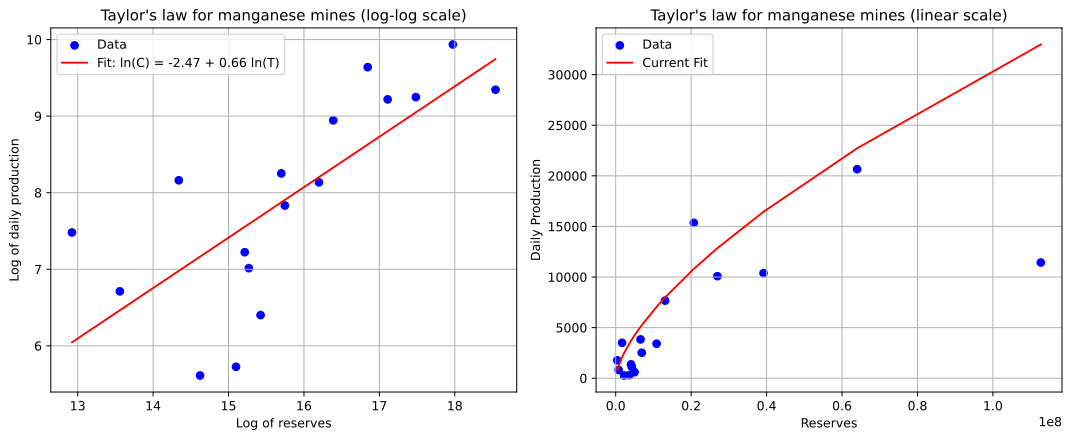 Taylor's law for manganese mines (log-log scale)
Data
Fit: ln(C) = -2.47 + 0.66 ln(T)
Log of daily production
10
9
8
7
6
13 14 15 16 17 18
Log of reserves
Taylor's law for manganese mines (linear scale)
Data
Current Fit
Daily Production
30000
25000
20000
15000
10000
5000
0
0.0 0.2 0.4 0.6 0.8 1.0
1e8
Reserves